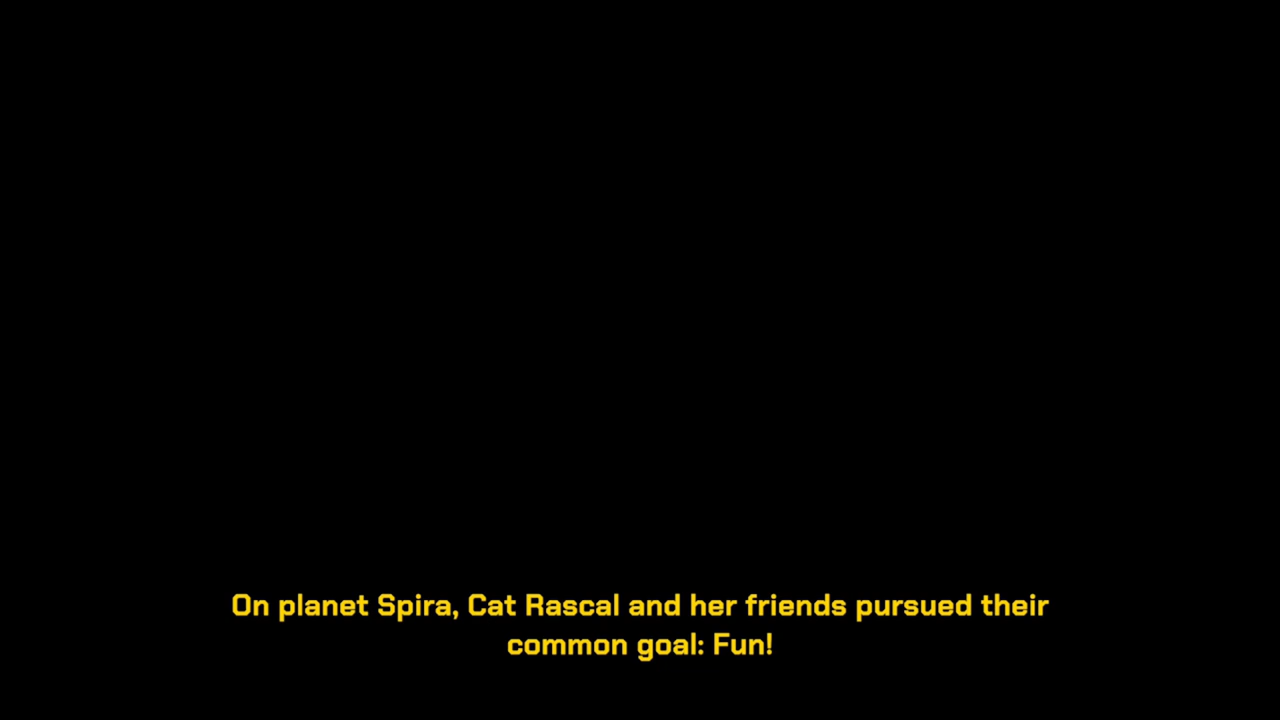 On planet Spira, Cat Rascal and her friends pursued their
common goal: Fun!